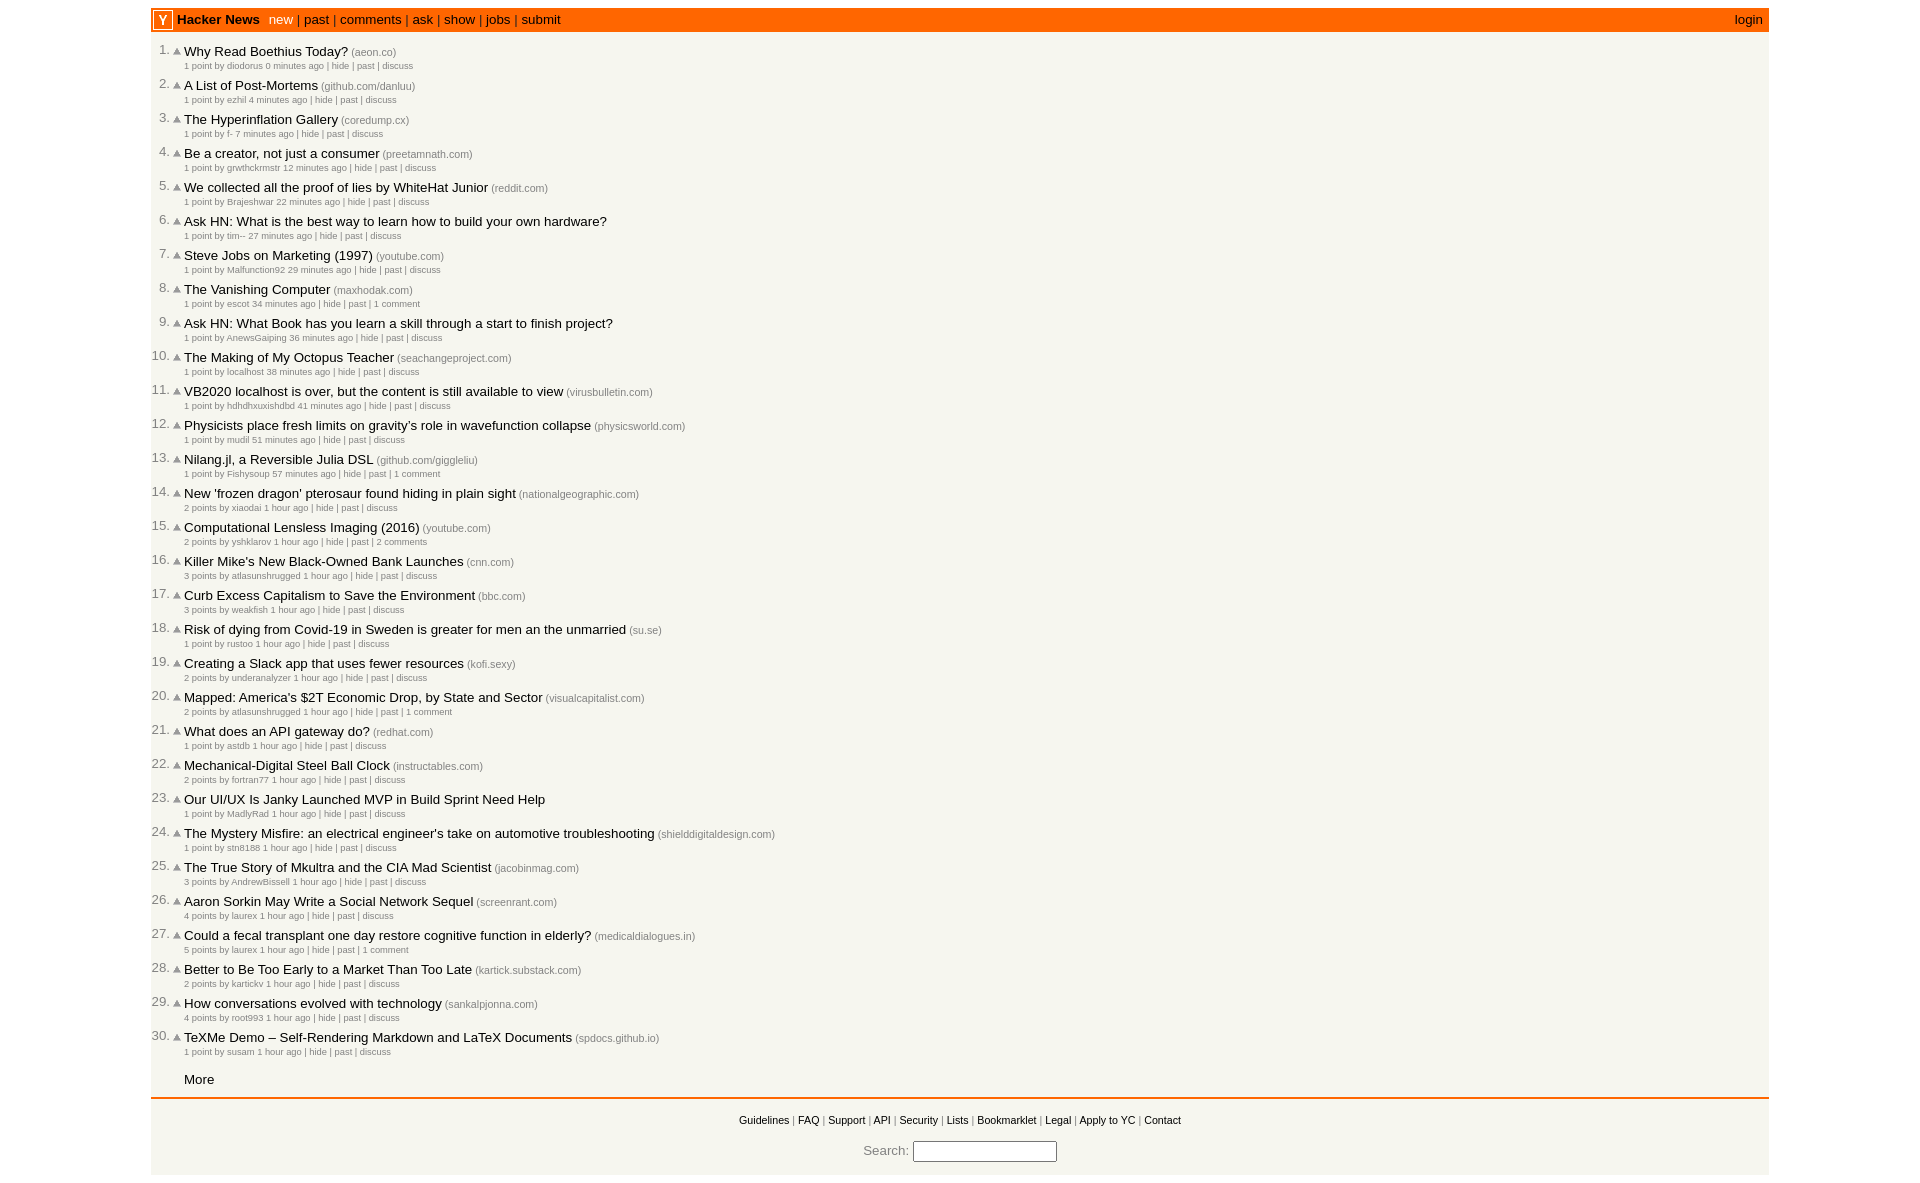 Y Hacker News new | past | comments | ask | show | jobs | submit login
1. Why Read Boethius Today? (aeon.co)
1 point by diodorus 0 minutes ago | hide | past | discuss
2. A List of Post-Mortems (github.com/danluu)
1 point by ezhil 4 minutes ago | hide | past | discuss
3. The Hyperinflation Gallery (coredump.cx)
1 point by f- 7 minutes ago | hide | past | discuss
4. Be a creator, not just a consumer (preetamnath.com)
1 point by grwthckrmstr 12 minutes ago | hide | past | discuss
5. We collected all the proof of lies by WhiteHat Junior (reddit.com)
1 point by Brajeshwar 22 minutes ago | hide | past | discuss
6. Ask HN: What is the best way to learn how to build your own hardware?
1 point by tim-- 27 minutes ago | hide | past | discuss
7. Steve Jobs on Marketing (1997) (youtube.com)
1 point by Malfunction92 29 minutes ago | hide | past | discuss
8. The Vanishing Computer (maxhodak.com)
1 point by escot 34 minutes ago | hide | past | 1 comment
9. Ask HN: What Book has you learn a skill through a start to finish project?
1 point by AnewsGaiping 36 minutes ago | hide | past | discuss
10. The Making of My Octopus Teacher (seachangeproject.com)
1 point by localhost 38 minutes ago | hide | past | discuss
11. VB2020 localhost is over, but the content is still available to view (virusbulletin.com)
1 point by hdhdhxuxishdbd 41 minutes ago | hide | past | discuss
12. Physicists place fresh limits on gravity's role in wavefunction collapse (physicsworld.com)
1 point by mudil 51 minutes ago | hide | past | discuss
13. Nilang.jl, a Reversible Julia DSL (github.com/giggleliu)
1 point by Fishysoup 57 minutes ago | hide | past | 1 comment
14. New 'frozen dragon' pterosaur found hiding in plain sight (nationalgeographic.com)
2 points by xiaodai 1 hour ago | hide | past | discuss
15. Computational Lensless Imaging (2016) (youtube.com)
2 points by yshklarov 1 hour ago | hide | past | 2 comments
16. Killer Mike's New Black-Owned Bank Launches (cnn.com)
3 points by atlasunshrugged 1 hour ago | hide | past | discuss
17. Curb Excess Capitalism to Save the Environment (bbc.com)
3 points by weakfish 1 hour ago | hide | past | discuss
18. Risk of dying from Covid-19 in Sweden is greater for men an the unmarried (su.se)
1 point by rustoo 1 hour ago | hide | past | discuss
19. Creating a Slack app that uses fewer resources (kofi.sexy)
2 points by underanalyzer 1 hour ago | hide | past | discuss
20. Mapped: America's $2T Economic Drop, by State and Sector (visualcapitalist.com)
2 points by atlasunshrugged 1 hour ago | hide | past | 1 comment
21. What does an API gateway do? (redhat.com)
1 point by astdb 1 hour ago | hide | past | discuss
22. Mechanical-Digital Steel Ball Clock (instructables.com)
2 points by fortran77 1 hour ago | hide | past | discuss
23. Our UI/UX Is Janky Launched MVP in Build Sprint Need Help
1 point by MadlyRad 1 hour ago | hide | past | discuss
24. The Mystery Misfire: an electrical engineer's take on automotive troubleshooting (shielddigitaldesign.com)
1 point by stn8188 1 hour ago | hide | past | discuss
25. The True Story of Mkultra and the CIA Mad Scientist (jacobinmag.com)
3 points by AndrewBissell 1 hour ago | hide | past | discuss
26. Aaron Sorkin May Write a Social Network Sequel (screenrant.com)
4 points by laurex 1 hour ago | hide | past | discuss
27. Could a fecal transplant one day restore cognitive function in elderly? (medicaldialogues.in)
5 points by laurex 1 hour ago | hide | past | 1 comment
28. Better to Be Too Early to a Market Than Too Late (kartick.substack.com)
2 points by kartickv 1 hour ago | hide | past | discuss
29. How conversations evolved with technology (sankalpjonna.com)
4 points by root993 1 hour ago | hide | past | discuss
30. TeXMe Demo – Self-Rendering Markdown and LaTeX Documents (spdocs.github.io)
1 point by susam 1 hour ago | hide | past | discuss
More
Guidelines | FAQ | Support | API | Security | Lists | Bookmarklet | Legal | Apply to YC | Contact
Search: